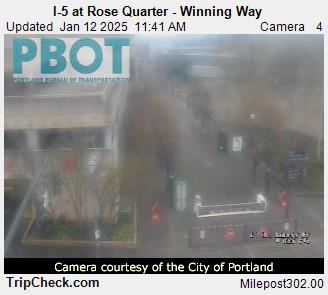 I-5 at Rose Quarter - Winning Way
Updated Jan 12 2025 11:41 AM Camera 4
PBOT
PORTLAND BUREAU OF TRANSPORTATION
Camera courtesy of the City of Portland
TripCheck.com Milepost302.00